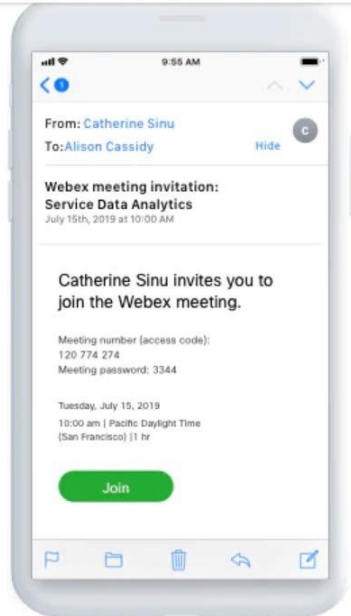 9:55 AM
1
From: Catherine Sinu
C
To:Alison Cassidy
Hide
Webex meeting invitation:
Service Data Analytics
July 15th, 2019 at 10:00 AM
Catherine Sinu invites you to
join the Webex meeting.
Meeting number (access code):
120 774 274
Meeting password: 3344
Tuesday, July 15, 2019
10:00 am | Pacific Daylight Time
(San Francisco) |1 hr
Join